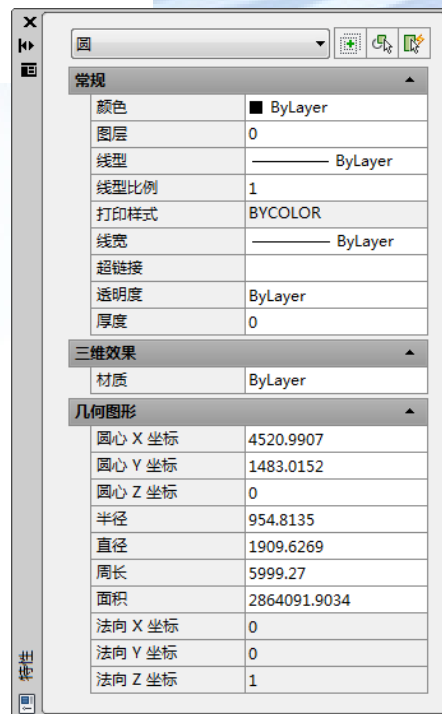 圆
常规
颜色 ByLayer
图层 0
线型 ByLayer
线型比例 1
打印样式 BYCOLOR
线宽 ByLayer
超链接
透明度 ByLayer
厚度 0
三维效果
材质 ByLayer
几何图形
圆心 X 坐标 4520.9907
圆心 Y 坐标 1483.0152
圆心 Z 坐标 0
半径 954.8135
直径 1909.6269
周长 5999.27
面积 2864091.9034
法向 X 坐标 0
法向 Y 坐标 0
法向 Z 坐标 1
特性